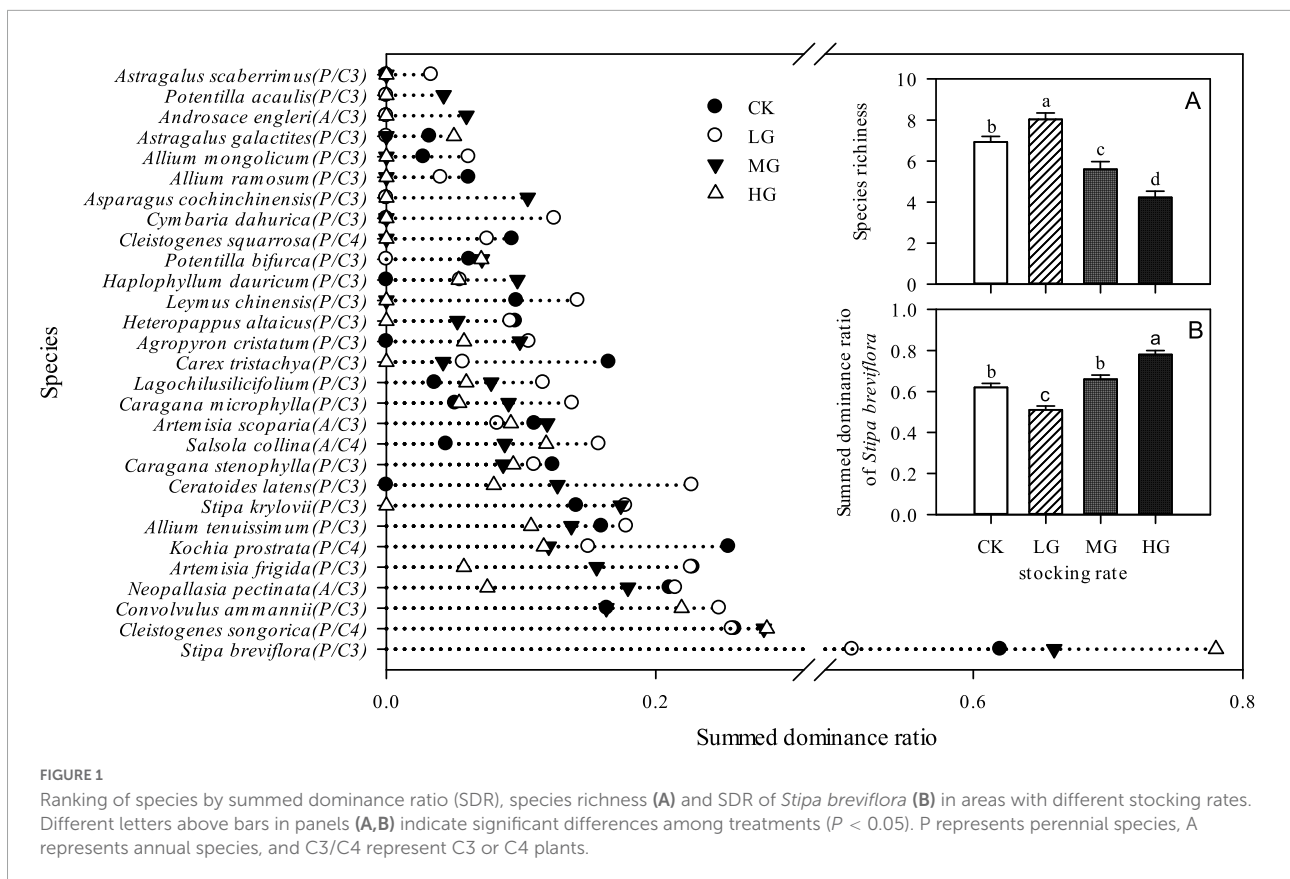 Species
Astragalus scaberrimus(P/C3)
Potentilla acaulis(P/C3)
Androsace engleri(A/C3)
Astragalus galactites(P/C3)
Allium mongolicum(P/C3)
Allium ramosum(P/C3)
Asparagus cochinchinensis(P/C3)
Cymbaria dahurica(P/C3)
Cleistogenes squarrosa(P/C4)
Potentilla bifurca(P/C3)
Haplophyllum dauricum(P/C3)
Leymus chinensis(P/C3)
Heteropappus altaicus(P/C3)
Agropyron cristatum(P/C3)
Carex tristachya(P/C3)
Lagochilusilicifolium(P/C3)
Caragana microphylla(P/C3)
Artemisia scoparia(A/C3)
Salsola collina(A/C4)
Caragana stenophylla(P/C3)
Ceratoides latens(P/C3)
Stipa krylovii(P/C3)
Allium tenuissimum(P/C3)
Kochia prostrata(P/C4)
Artemisia frigida(P/C3)
Neopallasia pectinata(A/C3)
Convolvulus ammannii(P/C3)
Cleistogenes songorica(P/C4)
Stipa breviflora(P/C3)
0.0 0.2 0.6 0.8
Summed dominance ratio
CK
LG
MG
HG
Species richiness
10
8
6
4
2
0
A
b a c d
Summed dominance ratio
of Stipa breviflora
1.0
0.8
0.6
0.4
0.2
0.0
B
b c b a
CK LG MG HG
stocking rate
FIGURE 1
Ranking of species by summed dominance ratio (SDR), species richness (A) and SDR of Stipa breviflora (B) in areas with different stocking rates.
Different letters above bars in panels (A,B) indicate significant differences among treatments (P < 0.05). P represents perennial species, A
represents annual species, and C3/C4 represent C3 or C4 plants.